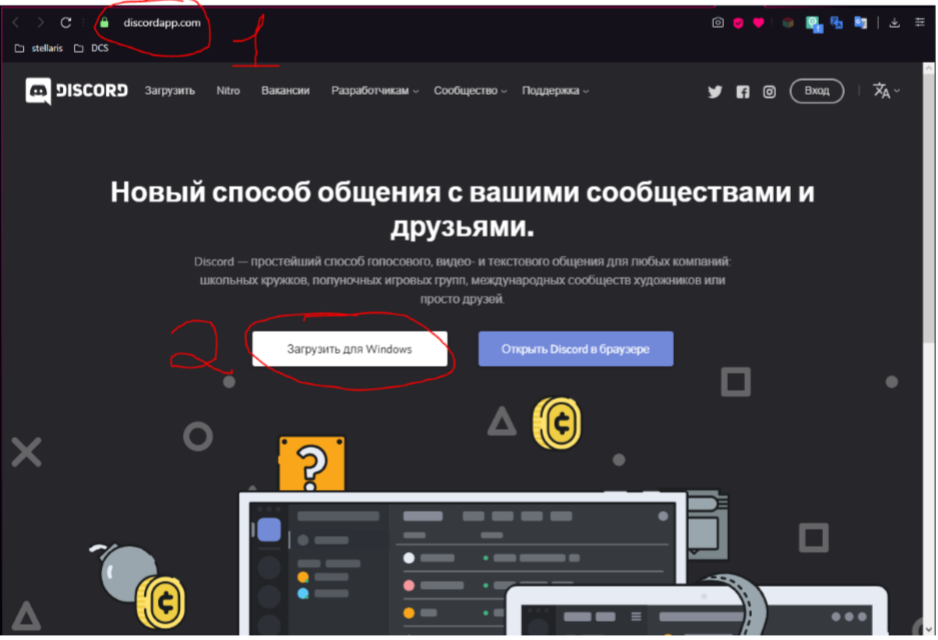 discordapp.com
1
stellaris DCS
DISCORD Загрузить Nitro Вакансии Разработчикам Сообщество Поддержка Вход
Новый способ общения с вашими сообществами и
друзьями.
Discord — простейший способ голосового, видео- и текстового общения для любых компаний:
школьных кружков, полуночных игровых групп, международных сообществ художников или
просто друзей.
2 Загрузить для Windows Открыть Discord в браузере